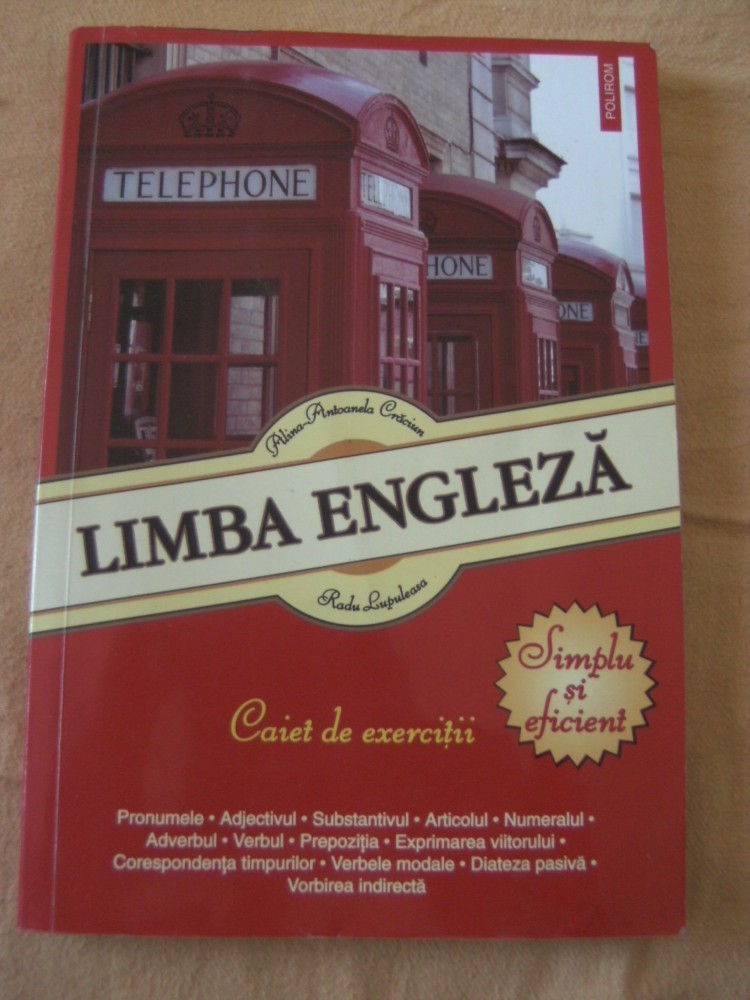 POLIROM
TELEPHONE
TELE
HONE
ONE
Alina-Antoanela Crăciun
LIMBA ENGLEZĂ
Radu Lupuleasa
Simplu
și
eficient
Caiet de exerciții
Pronumele • Adjectivul • Substantivul • Articolul • Numeralul •
Adverbul • Verbul • Prepoziția • Exprimarea viitorului •
Corespondența timpurilor • Verbele modale • Diateza pasivă •
Vorbirea indirectă